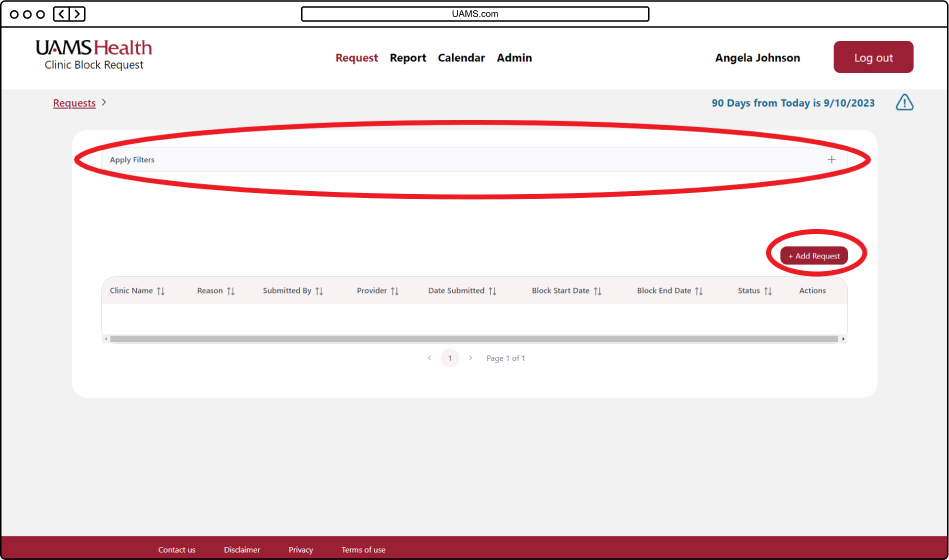 UAMS.com
UAMS Health
Clinic Block Request
Request Report Calendar Admin
Angela Johnson
Log out
Requests >
90 Days from Today is 9/10/2023
Apply Filters +
+ Add Request
Clinic Name Reason Submitted By Provider Date Submitted Block Start Date Block End Date Status Actions
< 1 > Page 1 of 1
Contact us Disclaimer Privacy Terms of use